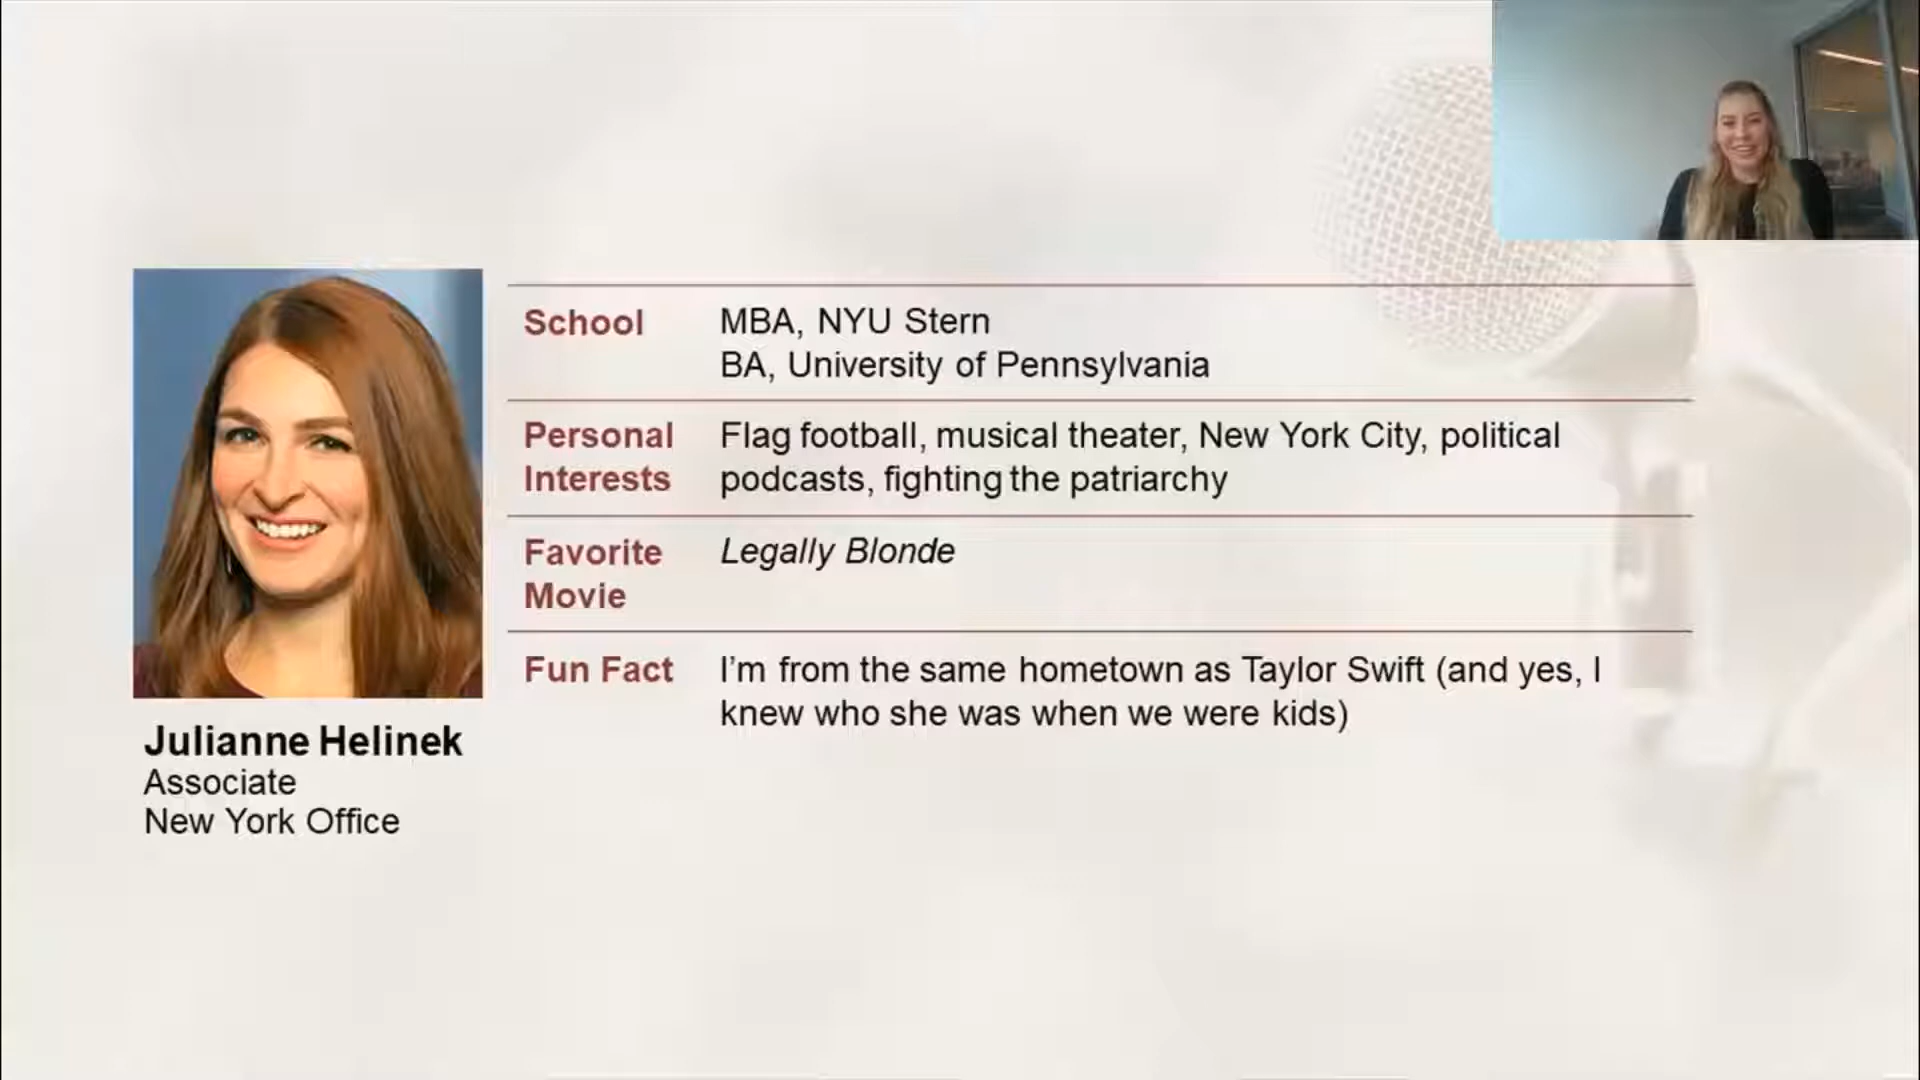 School
MBA, NYU Stern
BA, University of Pennsylvania
Personal
Interests
Flag football, musical theater, New York City, political
podcasts, fighting the patriarchy
Favorite
Movie
Legally Blonde
Fun Fact
I’m from the same hometown as Taylor Swift (and yes, I
knew who she was when we were kids)
Julianne Helinek
Associate
New York Office